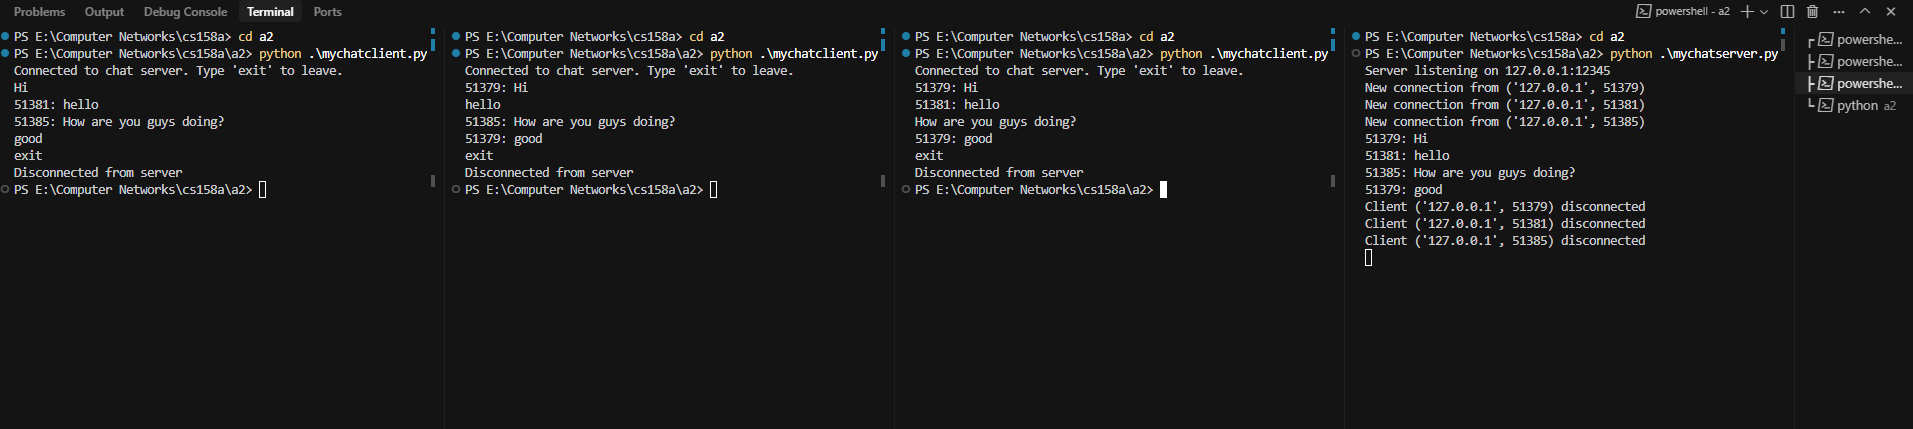 Problems Output Debug Console Terminal Ports
powershell - a2
PS E:\Computer Networks\cs158a> cd a2
PS E:\Computer Networks\cs158a\a2> python .\mychatclient.py
Connected to chat server. Type 'exit' to leave.
Hi
51381: hello
51385: How are you guys doing?
good
exit
Disconnected from server
PS E:\Computer Networks\cs158a\a2>
PS E:\Computer Networks\cs158a> cd a2
PS E:\Computer Networks\cs158a\a2> python .\mychatclient.py
Connected to chat server. Type 'exit' to leave.
51379: Hi
hello
51385: How are you guys doing?
51379: good
exit
Disconnected from server
PS E:\Computer Networks\cs158a\a2>
PS E:\Computer Networks\cs158a> cd a2
PS E:\Computer Networks\cs158a\a2> python .\mychatclient.py
Connected to chat server. Type 'exit' to leave.
51379: Hi
51381: hello
How are you guys doing?
51379: good
exit
Disconnected from server
PS E:\Computer Networks\cs158a\a2>
PS E:\Computer Networks\cs158a> cd a2
PS E:\Computer Networks\cs158a\a2> python .\mychatserver.py
Server listening on 127.0.0.1:12345
New connection from ('127.0.0.1', 51379)
New connection from ('127.0.0.1', 51381)
New connection from ('127.0.0.1', 51385)
51379: Hi
51381: hello
51385: How are you guys doing?
51379: good
Client ('127.0.0.1', 51379) disconnected
Client ('127.0.0.1', 51381) disconnected
Client ('127.0.0.1', 51385) disconnected
powershe...
powershe...
powershe...
python a2